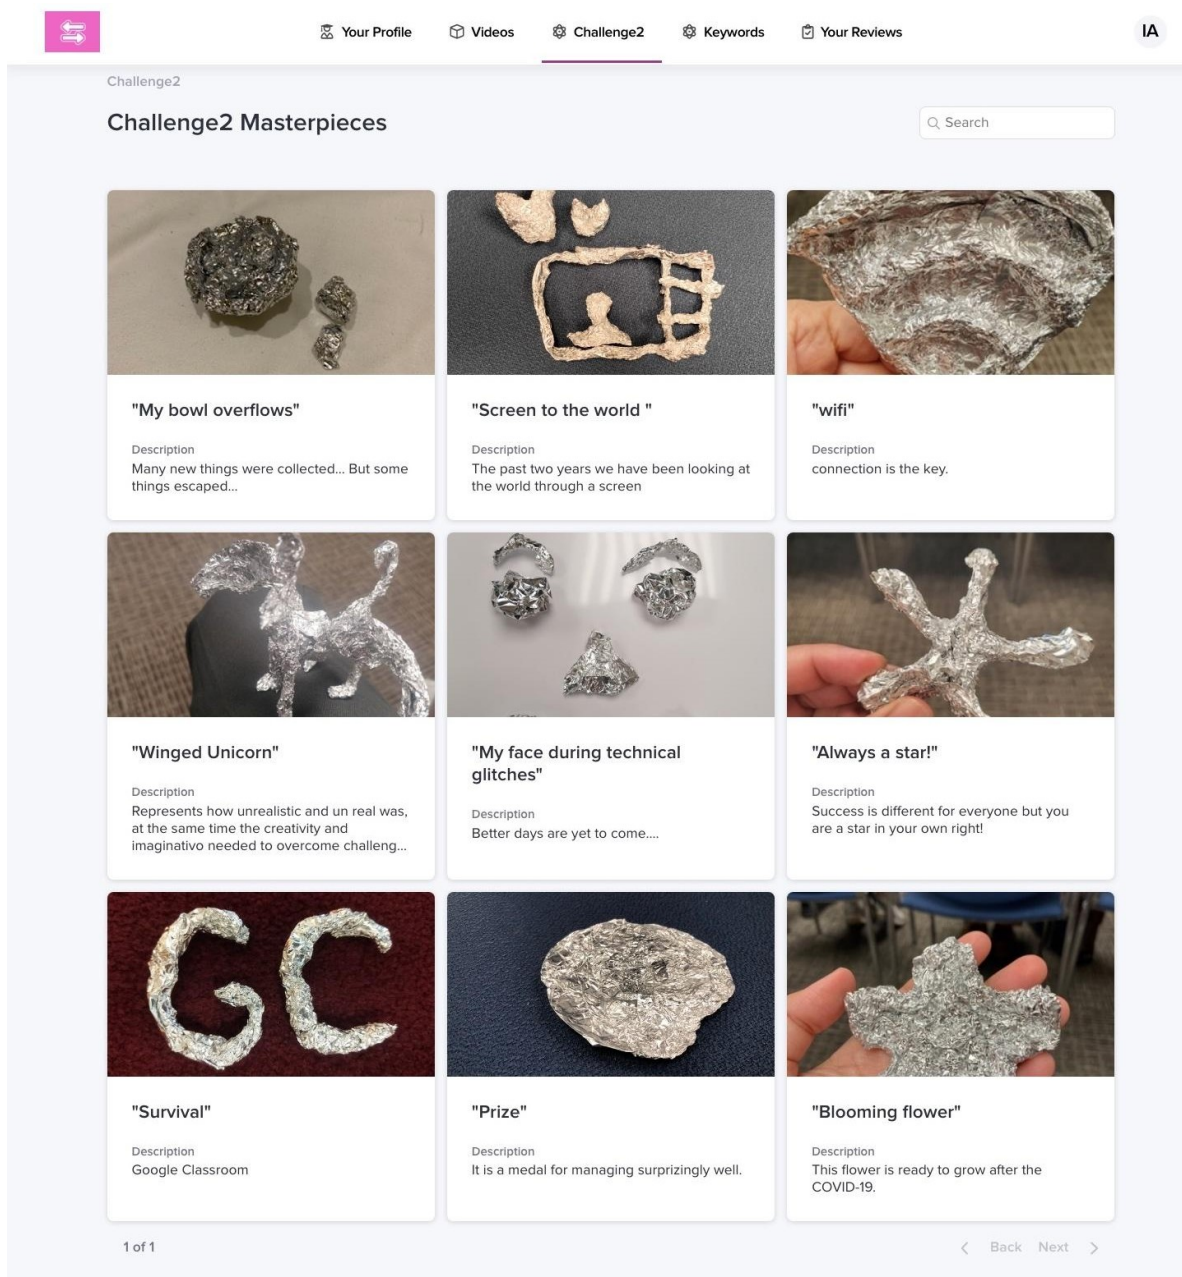 Your Profile
Videos
Challenge2
Keywords
Your Reviews
IA
Challenge2
Challenge2 Masterpieces
Search
"My bowl overflows"
Description
Many new things were collected... But some
things escaped...
"Screen to the world "
Description
The past two years we have been looking at
the world through a screen
"wifi"
Description
connection is the key.
"Winged Unicorn"
Description
Represents how unrealistic and un real was,
at the same time the creativity and
imaginativo needed to overcome challeng...
"My face during technical
glitches"
Description
Better days are yet to come....
"Always a star!"
Description
Success is different for everyone but you
are a star in your own right!
GC
"Survival"
Description
Google Classroom
"Prize"
Description
It is a medal for managing surprizingly well.
"Blooming flower"
Description
This flower is ready to grow after the
COVID-19.
1 of 1
Back
Next